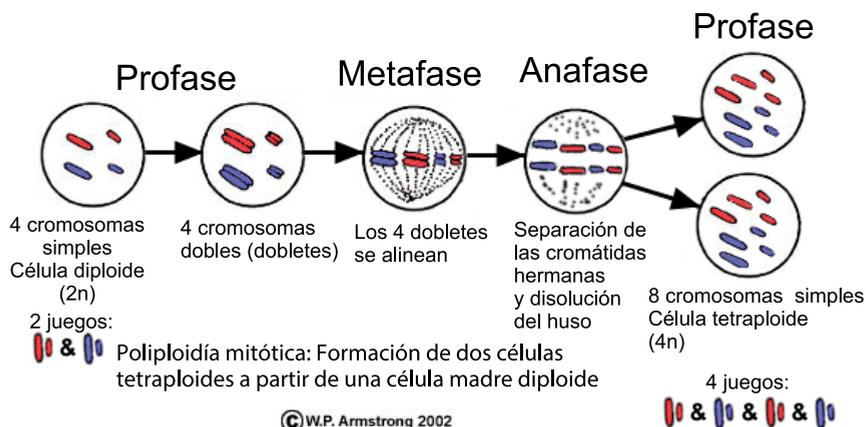 Profase
Metafase
Anafase
Profase
4 cromosomas
simples
Célula diploide
(2n)
2 juegos:
&
4 cromosomas
dobles (dobletes)
Los 4 dobletes
se alinean
Separación de
las cromátidas
hermanas
y disolución
del huso
8 cromosomas simples
Célula tetraploide
(4n)
4 juegos:
& & &
Poliploidía mitótica: Formación de dos células
tetraploides a partir de una célula madre diploide
© W.P. Armstrong 2002